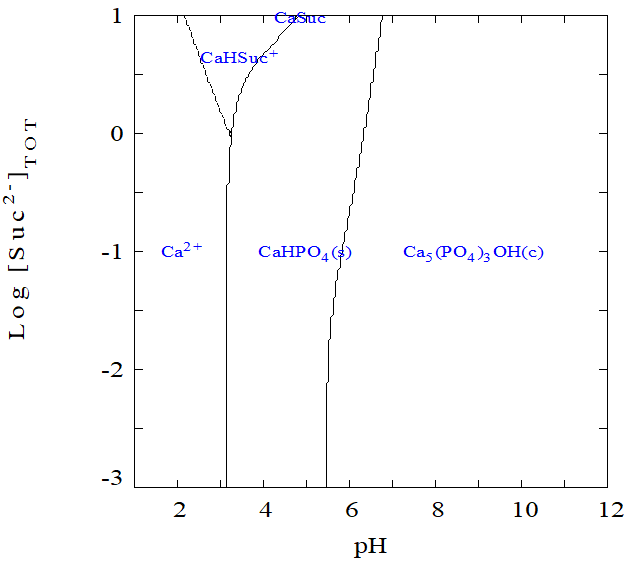 1
CaSuc
CaHSuc⁺
0
Log [Suc²⁻]TOT
-1
Ca²⁺
CaHPO₄(s)
Ca₅(PO₄)₃OH(c)
-2
-3
2 4 6 8 10 12
pH